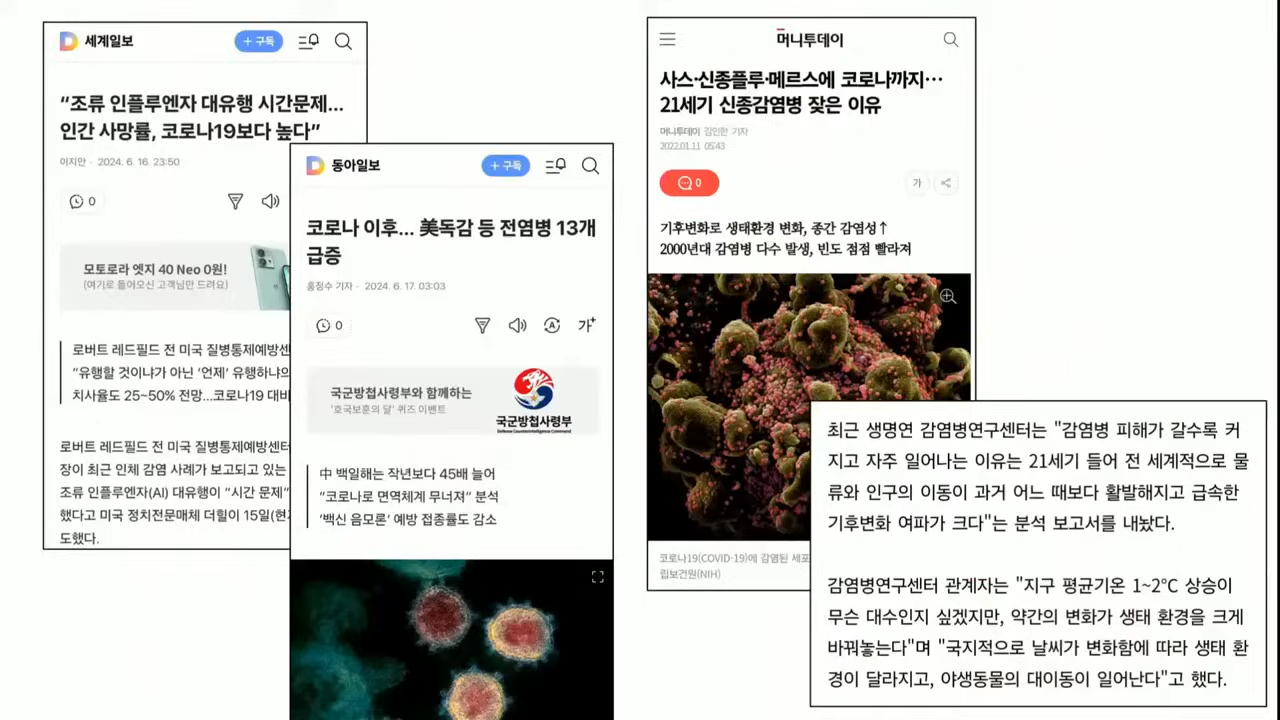 세계일보
+ 구독
“조류 인플루엔자 대유행 시간문제...
인간 사망률, 코로나19보다 높다”
이지안 · 2024. 6. 16. 23:50
0
모토로라 엣지 40 Neo 0원!
(여기로 들어오신 고객님만 드려요)
로버트 레드필드 전 미국 질병통제예방센
“유행할 것이냐가 아닌 ‘언제’ 유행하냐의
치사율도 25~50% 전망…코로나19 대비
로버트 레드필드 전 미국 질병통제예방센터
장이 최근 인체 감염 사례가 보고되고 있는
조류 인플루엔자(AI) 대유행이 “시간 문제”
했다고 미국 정치전문매체 더힐이 15일(현지
도했다.
동아일보
+ 구독
코로나 이후… 美독감 등 전염병 13개
급증
홍정수 기자 · 2024. 6. 17. 03:03
0
가+
국군방첩사령부와 함께하는
'호국보훈의 달' 퀴즈 이벤트
국군방첩사령부
Defense Counterintelligence Command
中 백일해는 작년보다 45배 늘어
“코로나로 면역체계 무너져” 분석
‘백신 음모론’ 예방 접종률도 감소
머니투데이
사스·신종플루·메르스에 코로나까지…
21세기 신종감염병 잦은 이유
머니투데이 김인한 기자
2022.01.11 05:43
0
가
기후변화로 생태환경 변화, 종간 감염성↑
2000년대 감염병 다수 발생, 빈도 점점 빨라져
코로나19(COVID-19)에 감염된 세포
립보건원(NIH)
최근 생명연 감염병연구센터는 "감염병 피해가 갈수록 커
지고 자주 일어나는 이유는 21세기 들어 전 세계적으로 물
류와 인구의 이동이 과거 어느 때보다 활발해지고 급속한
기후변화 여파가 크다"는 분석 보고서를 내놨다.
감염병연구센터 관계자는 "지구 평균기온 1~2℃ 상승이
무슨 대수인지 싶겠지만, 약간의 변화가 생태 환경을 크게
바꿔놓는다"며 "국지적으로 날씨가 변화함에 따라 생태 환
경이 달라지고, 야생동물의 대이동이 일어난다"고 했다.